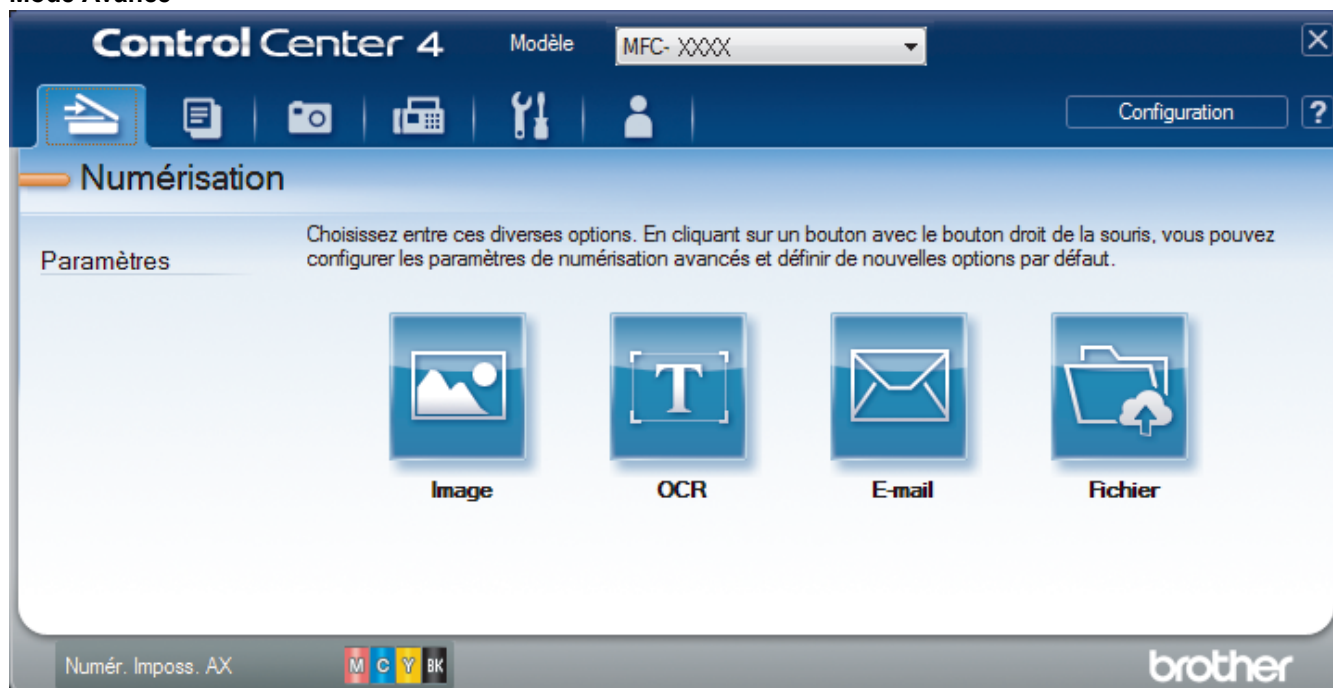 Mode Avancé
Control Center 4 Modèle MFC- XXXX
Configuration ?
Numérisation
Paramètres
Choisissez entre ces diverses options. En cliquant sur un bouton avec le bouton droit de la souris, vous pouvez
configurer les paramètres de numérisation avancés et définir de nouvelles options par défaut.
T
Image OCR E-mail Fichier
Numér. Imposs. AX M C Y BK brother